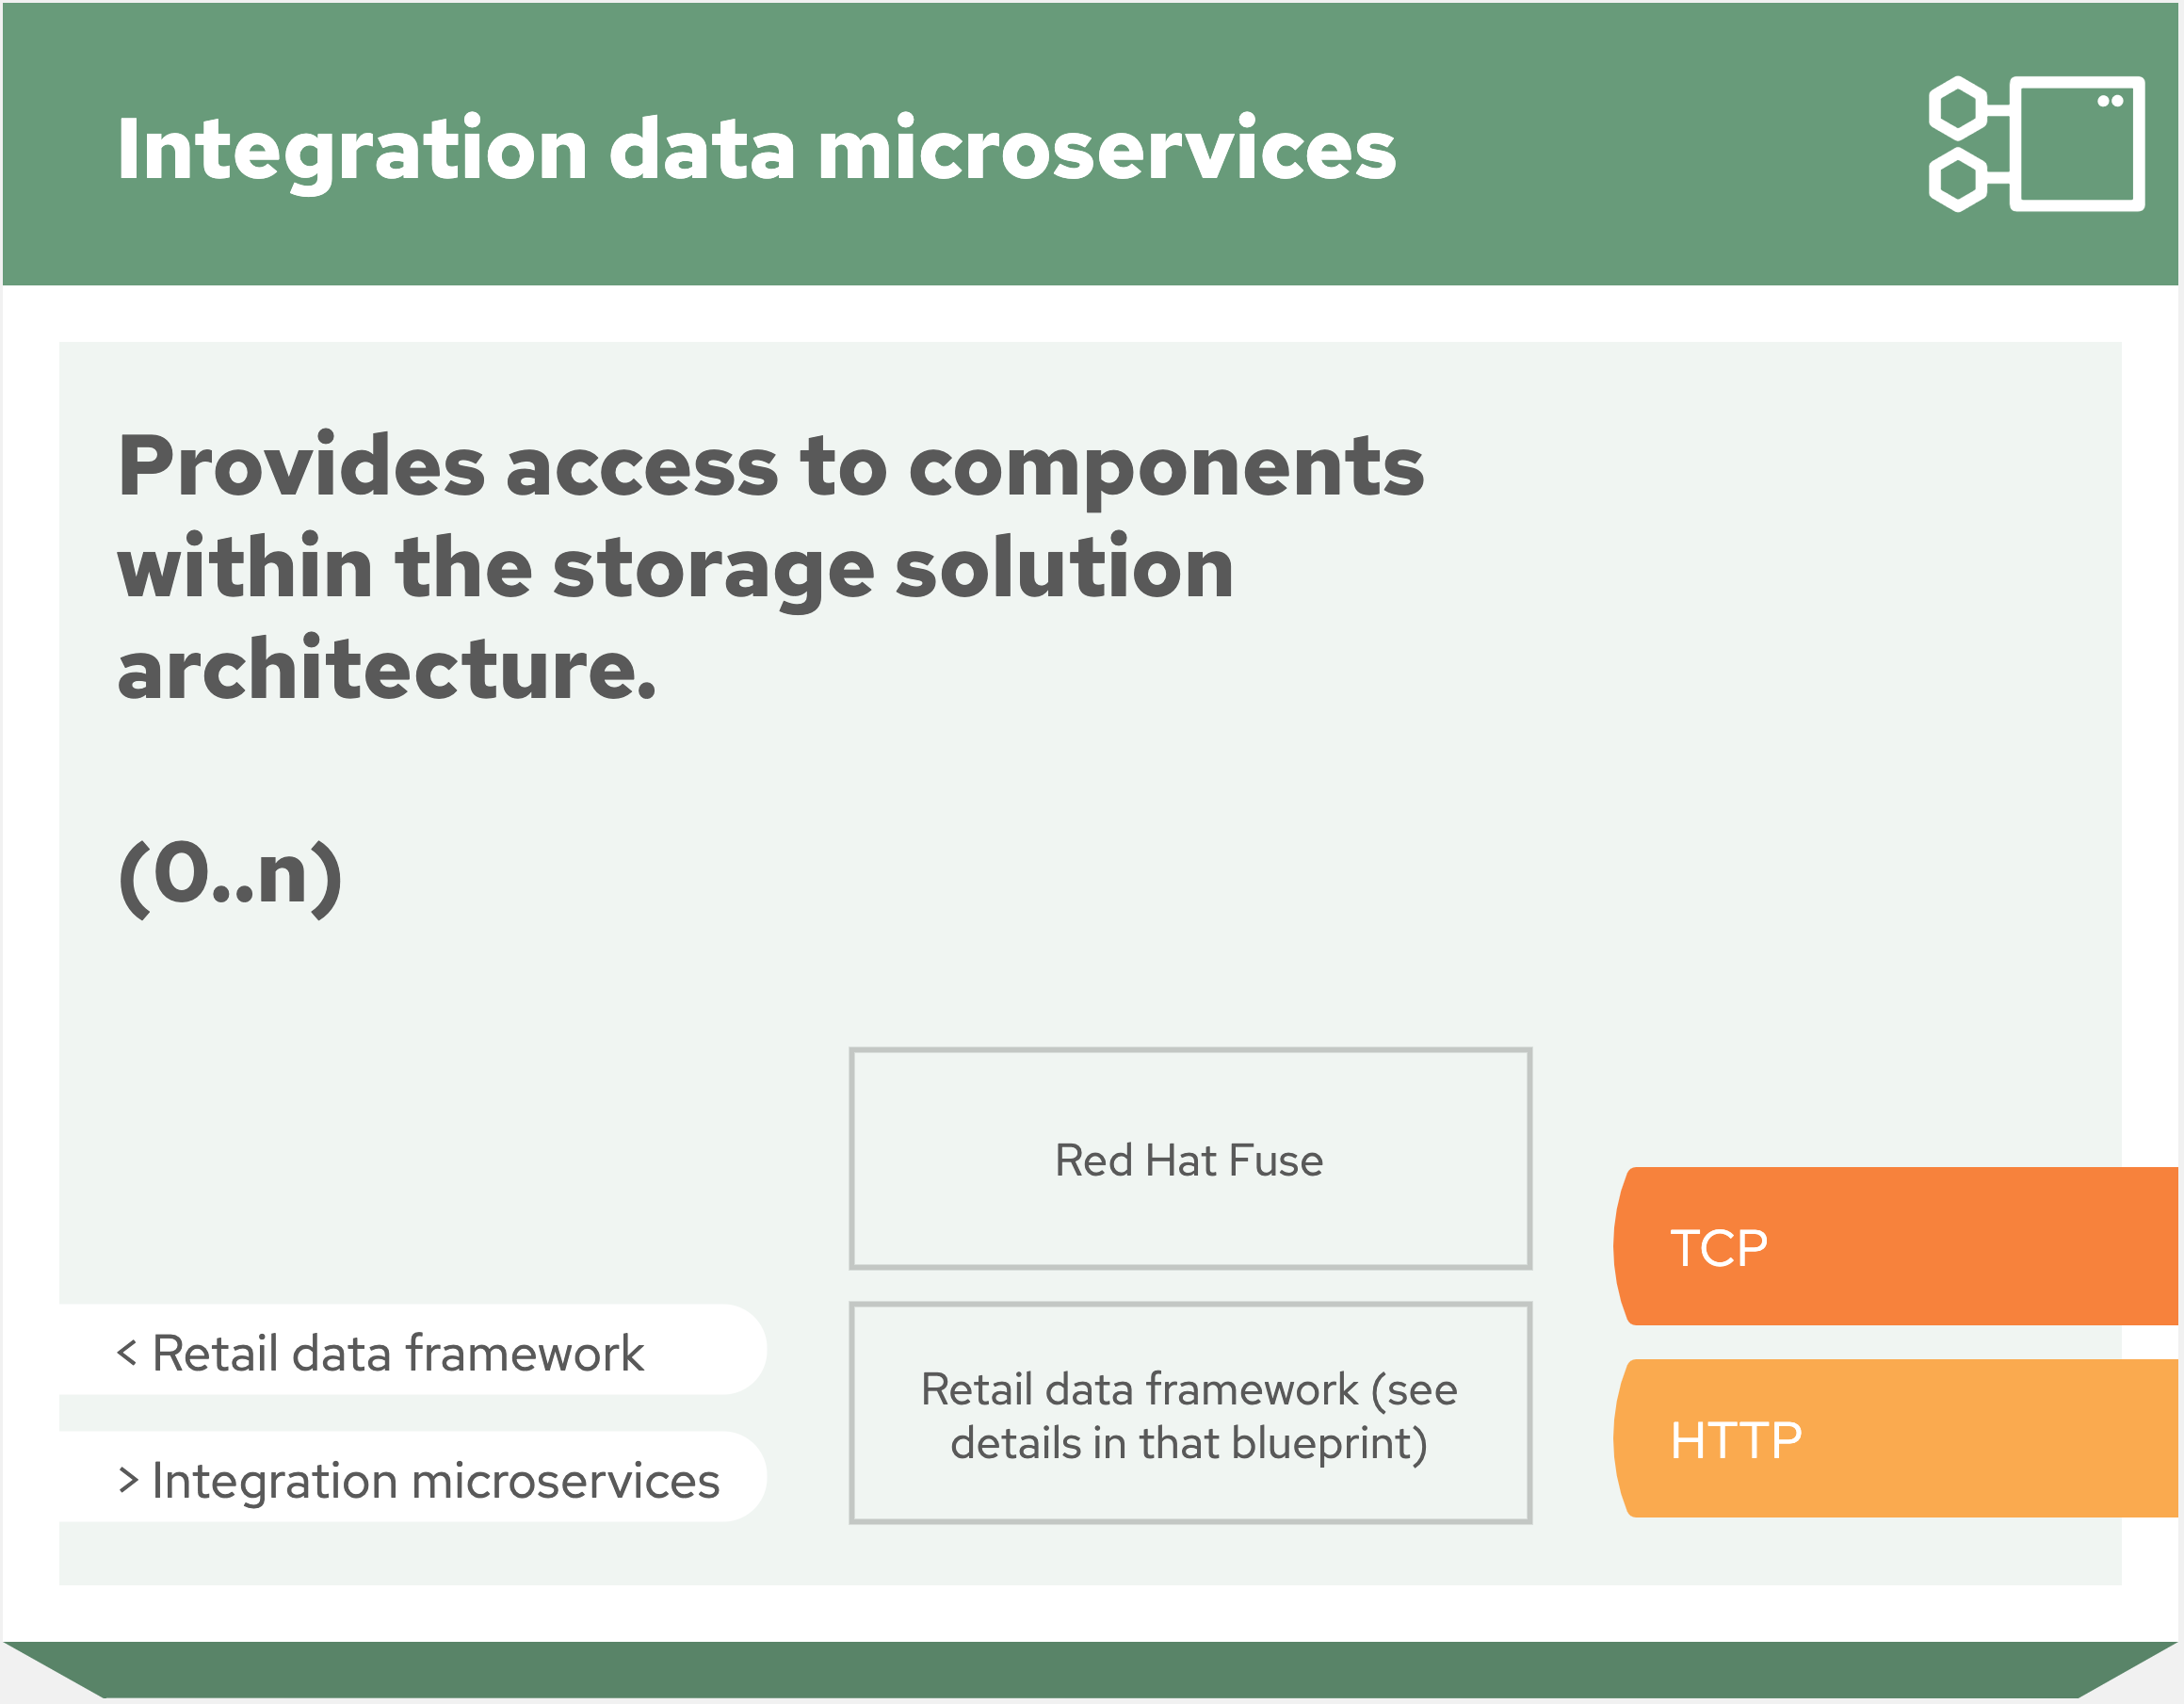 Integration data microservices
Provides access to components
within the storage solution
architecture.
(0..n)
Red Hat Fuse
TCP
< Retail data framework
Retail data framework (see
details in that blueprint)
HTTP
> Integration microservices